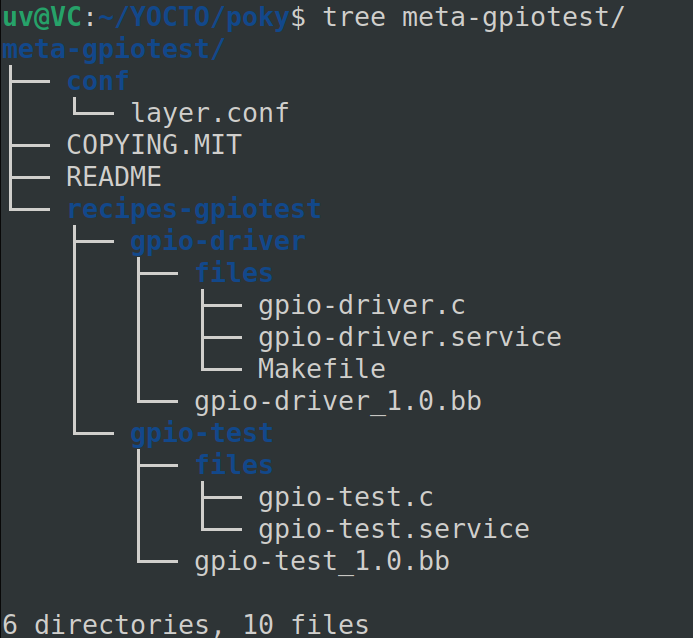 uv@VC:~/YOCTO/poky$ tree meta-gpiotest/
meta-gpiotest/
├── conf
│   └── layer.conf
├── COPYING.MIT
├── README
└── recipes-gpiotest
    ├── gpio-driver
    │   ├── files
    │   │   ├── gpio-driver.c
    │   │   ├── gpio-driver.service
    │   │   └── Makefile
    │   └── gpio-driver_1.0.bb
    └── gpio-test
        ├── files
        │   ├── gpio-test.c
        │   └── gpio-test.service
        └── gpio-test_1.0.bb

6 directories, 10 files